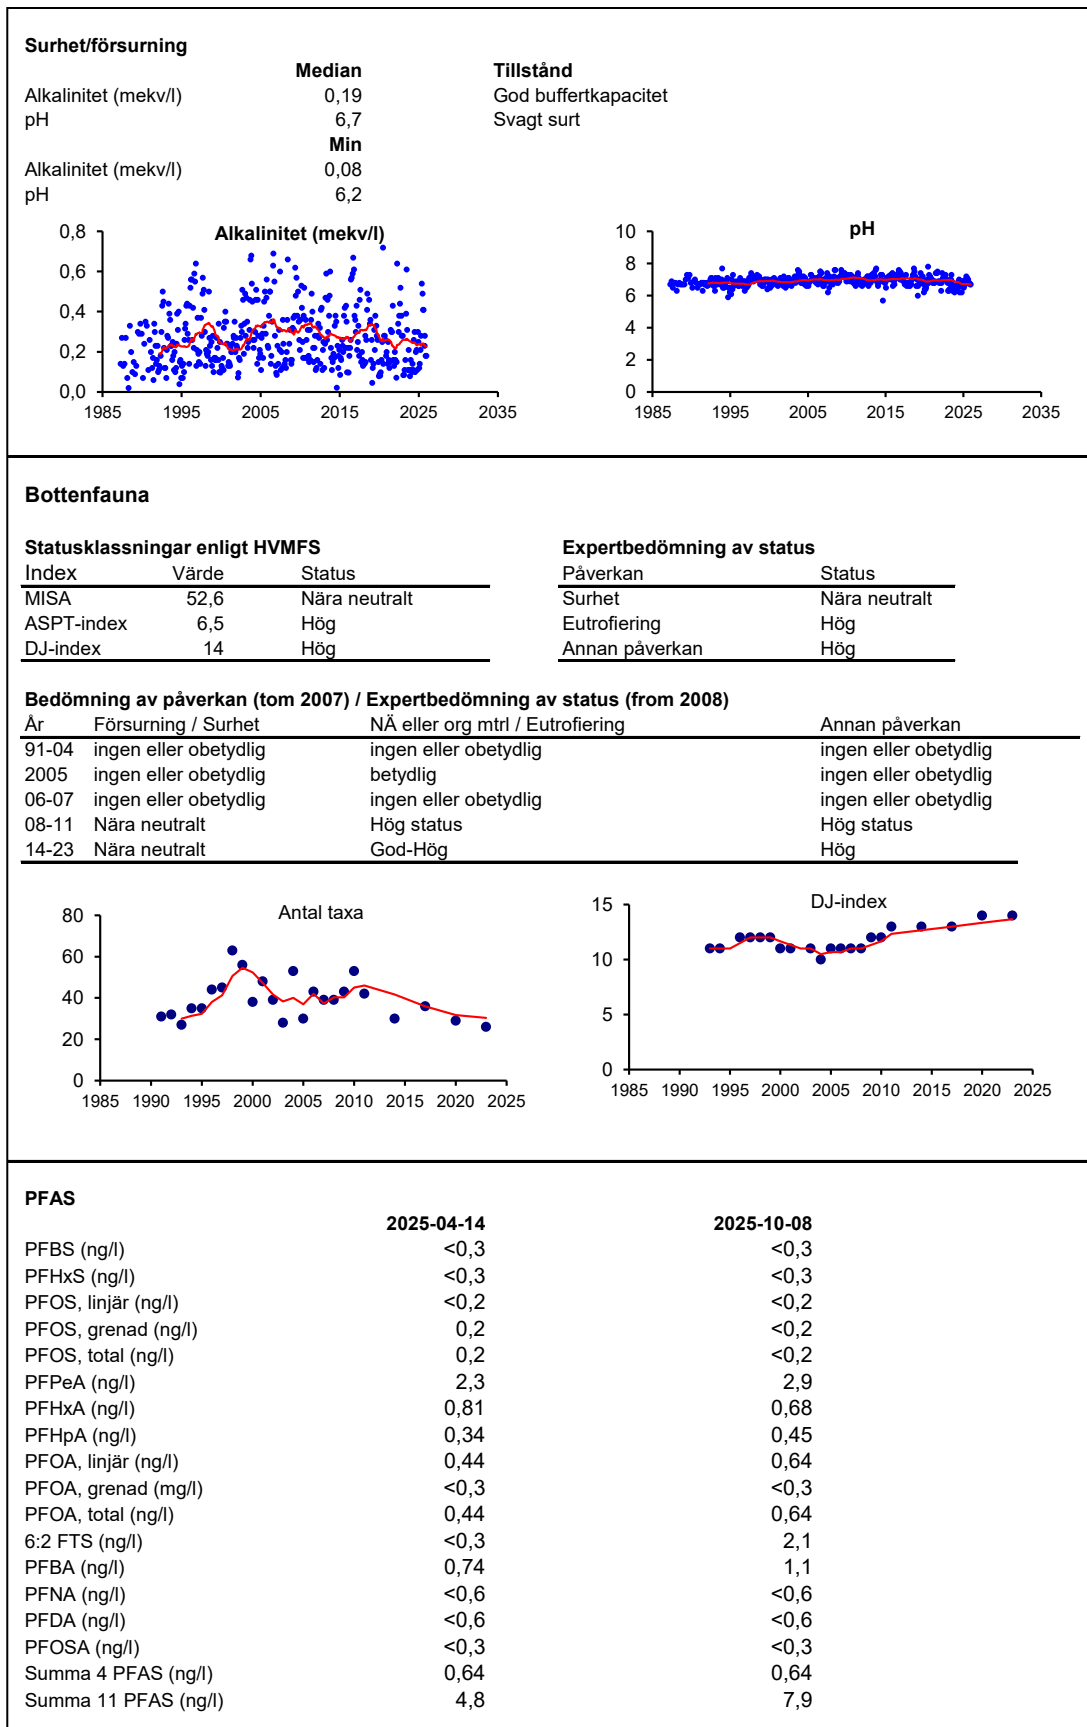 Surhet/försurning
Median Tillstånd
Alkalinitet (mekv/l) 0,19 God buffertkapacitet
pH 6,7 Svagt surt
Min
Alkalinitet (mekv/l) 0,08
pH 6,2
Alkalinitet (mekv/l)
0,8
0,6
0,4
0,2
0,0
1985 1995 2005 2015 2025 2035
pH
10
8
6
4
2
0
1985 1995 2005 2015 2025 2035
Bottenfauna
Statusklassningar enligt HVMFS
Index Värde Status
MISA 52,6 Nära neutralt
ASPT-index 6,5 Hög
DJ-index 14 Hög
Expertbedömning av status
Påverkan Status
Surhet Nära neutralt
Eutrofiering Hög
Annan påverkan Hög
Bedömning av påverkan (tom 2007) / Expertbedömning av status (from 2008)
År Försurning / Surhet NÄ eller org mtrl / Eutrofiering Annan påverkan
91-04 ingen eller obetydlig ingen eller obetydlig ingen eller obetydlig
2005 ingen eller obetydlig betydlig ingen eller obetydlig
06-07 ingen eller obetydlig ingen eller obetydlig ingen eller obetydlig
08-11 Nära neutralt Hög status Hög status
14-23 Nära neutralt God-Hög Hög
Antal taxa
80
60
40
20
0
1985 1990 1995 2000 2005 2010 2015 2020 2025
DJ-index
15
10
5
0
1985 1990 1995 2000 2005 2010 2015 2020 2025
PFAS
2025-04-14 2025-10-08
PFBS (ng/l) <0,3 <0,3
PFHxS (ng/l) <0,3 <0,3
PFOS, linjär (ng/l) <0,2 <0,2
PFOS, grenad (ng/l) 0,2 <0,2
PFOS, total (ng/l) 0,2 <0,2
PFPeA (ng/l) 2,3 2,9
PFHxA (ng/l) 0,81 0,68
PFHpA (ng/l) 0,34 0,45
PFOA, linjär (ng/l) 0,44 0,64
PFOA, grenad (mg/l) <0,3 <0,3
PFOA, total (ng/l) 0,44 0,64
6:2 FTS (ng/l) <0,3 2,1
PFBA (ng/l) 0,74 1,1
PFNA (ng/l) <0,6 <0,6
PFDA (ng/l) <0,6 <0,6
PFOSA (ng/l) <0,3 <0,3
Summa 4 PFAS (ng/l) 0,64 0,64
Summa 11 PFAS (ng/l) 4,8 7,9